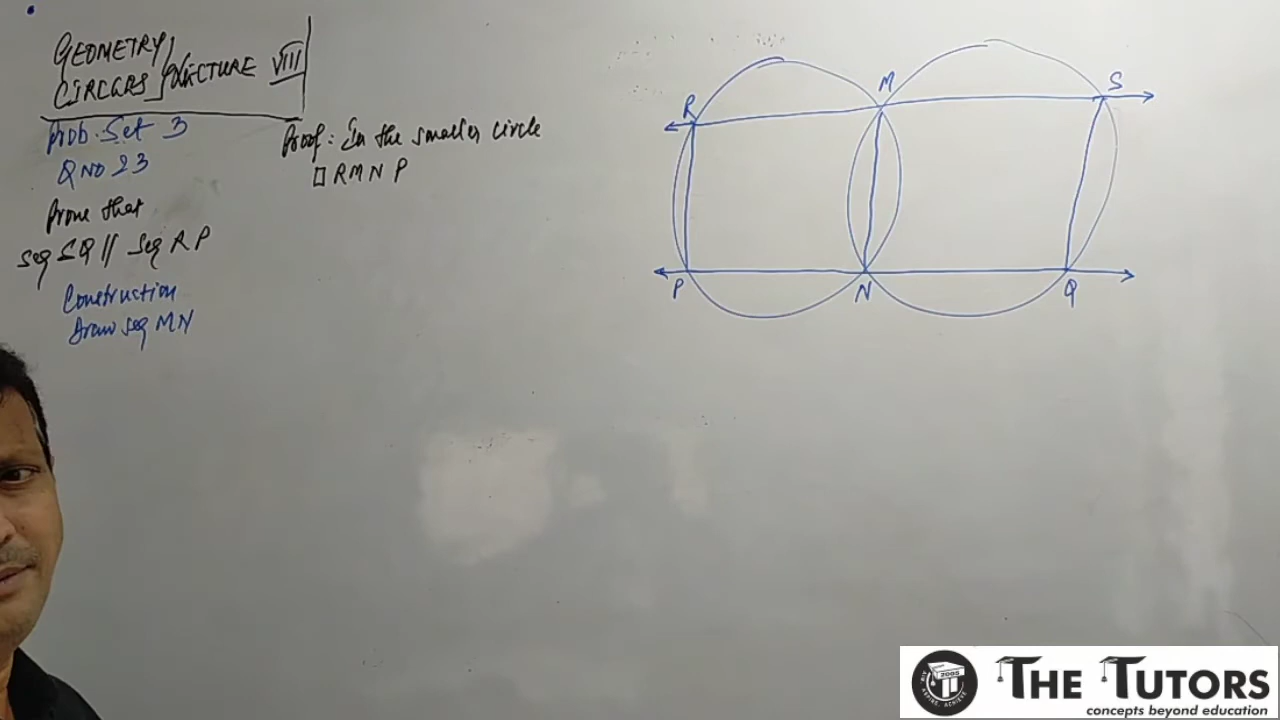 GEOMETRY,
CIRCLES, LECTURE VIII
Prob. Set 3
Q NO 23
Prove that
seg SQ // seg RP
Construction
Draw seg MN
Proof : In the smaller circle
□ RMNP
R
M
S
P
N
Q
2005
THE TUTORS
concepts beyond education